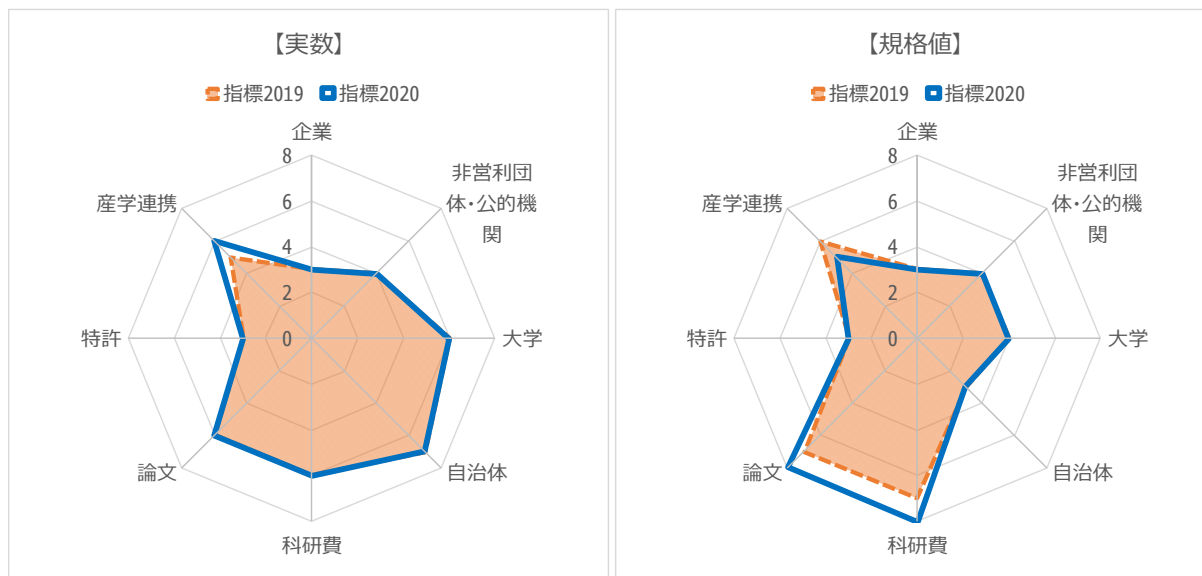 【実数】
指標2019 指標2020
企業
非営利団
体・公的機
関
大学
自治体
科研費
論文
特許
産学連携
8
6
4
2
0
【規格値】
指標2019 指標2020
企業
非営利団
体・公的機
関
大学
自治体
科研費
論文
特許
産学連携
8
6
4
2
0